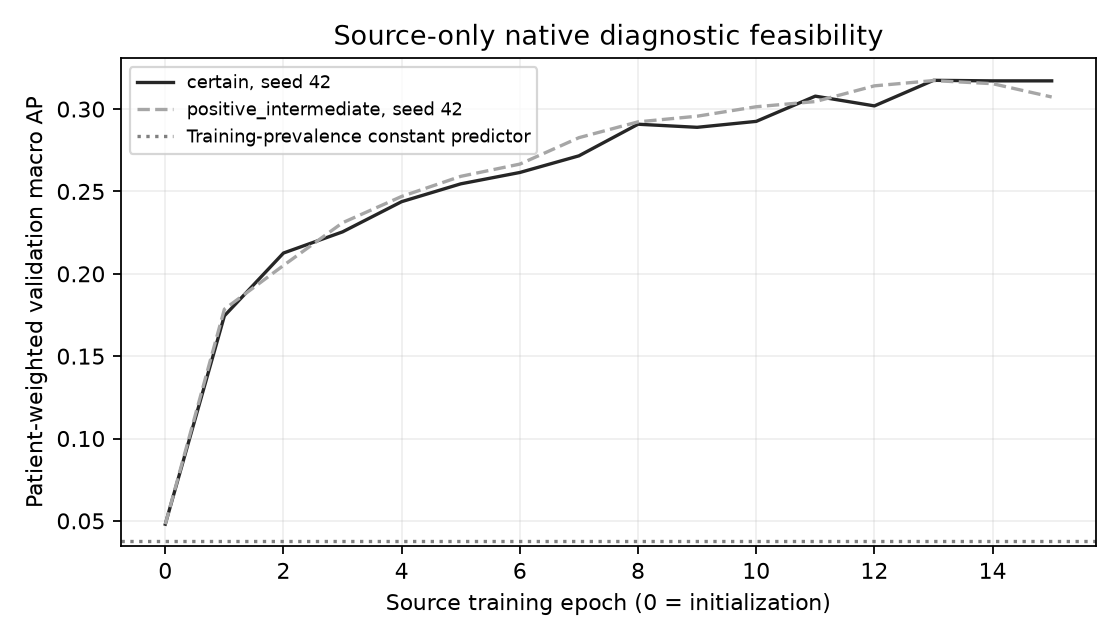 Source-only native diagnostic feasibility
certain, seed 42
positive_intermediate, seed 42
Training-prevalence constant predictor
Patient-weighted validation macro AP
0.30
0.25
0.20
0.15
0.10
0.05
0 2 4 6 8 10 12 14
Source training epoch (0 = initialization)